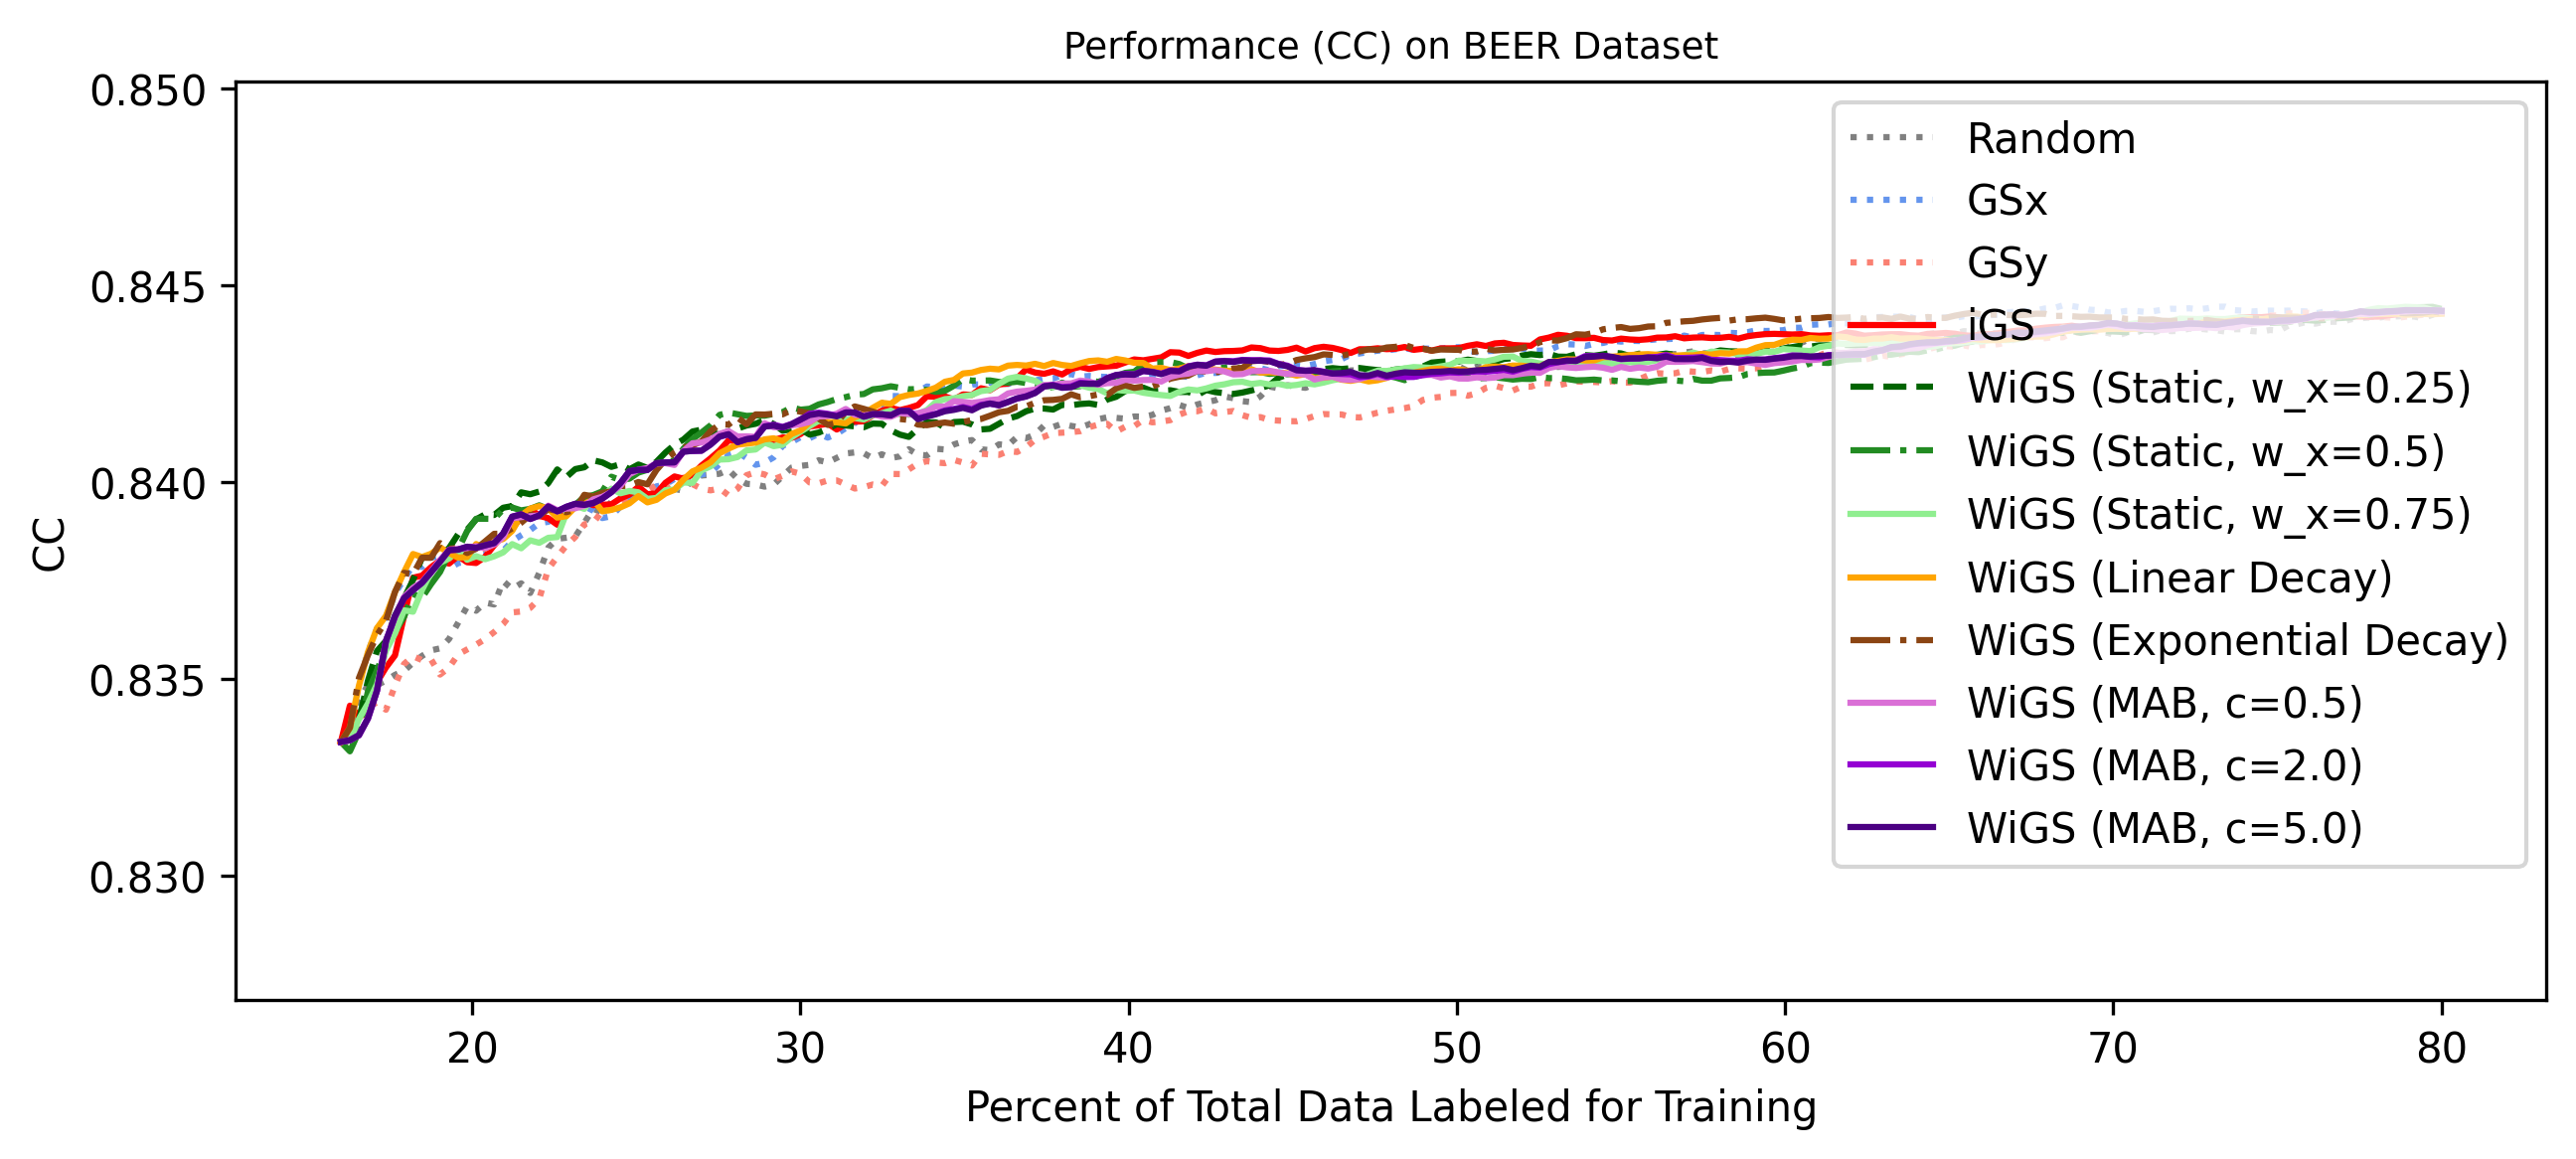 Performance (CC) on BEER Dataset
0.850
0.845
0.840
0.835
0.830
CC
Random
GSx
GSy
iGS
WiGS (Static, w_x=0.25)
WiGS (Static, w_x=0.5)
WiGS (Static, w_x=0.75)
WiGS (Linear Decay)
WiGS (Exponential Decay)
WiGS (MAB, c=0.5)
WiGS (MAB, c=2.0)
WiGS (MAB, c=5.0)
20 30 40 50 60 70 80
Percent of Total Data Labeled for Training